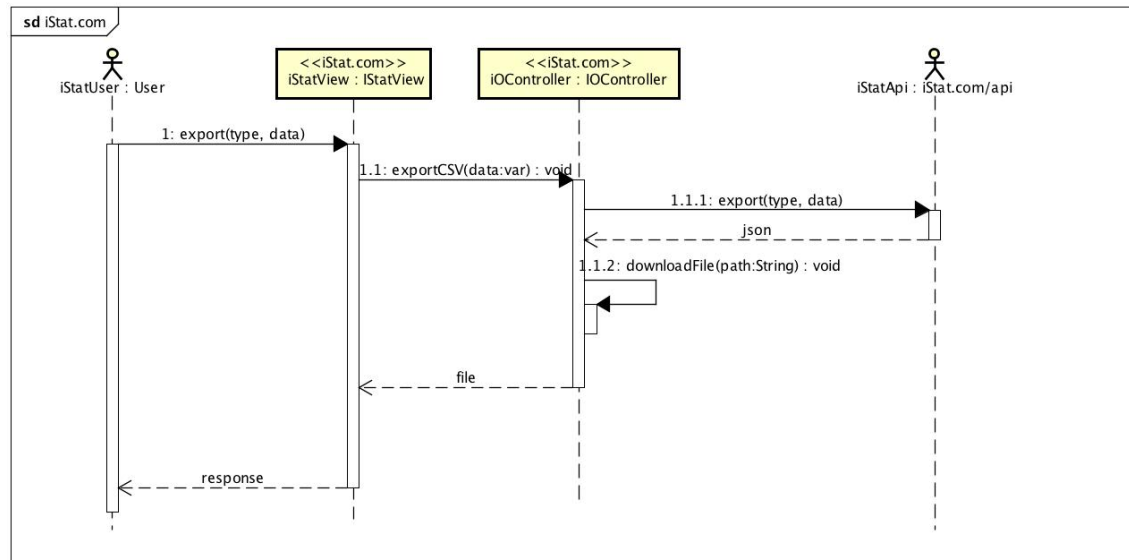 sd iStat.com
<<iStat.com>>
iStatView : IStatView
<<iStat.com>>
iOController : IOController
iStatUser : User
iStatApi : iStat.com/api
1: export(type, data)
1.1: exportCSV(data:var) : void
1.1.1: export(type, data)
json
1.1.2: downloadFile(path:String) : void
file
response